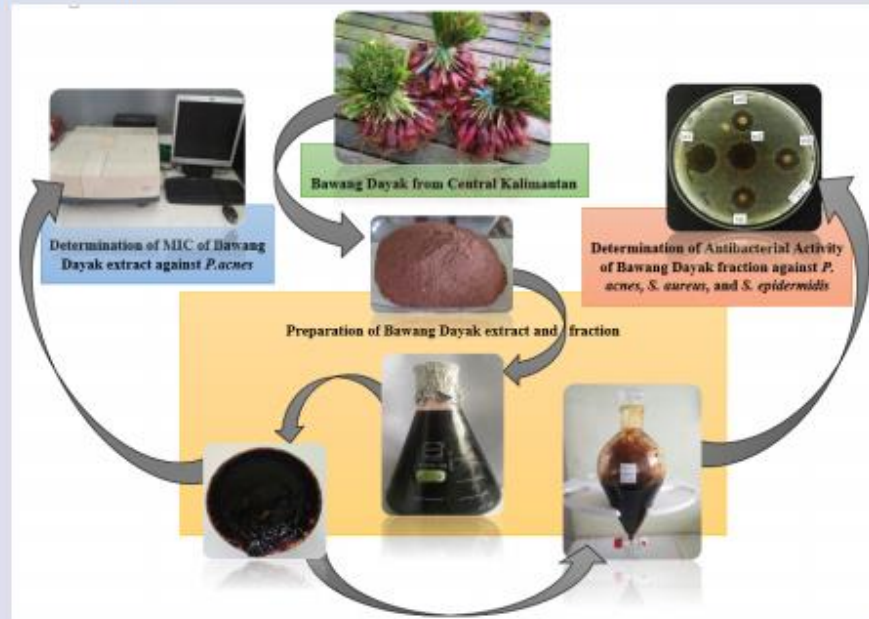 Bawang Dayak from Central Kalimantan
Determination of MIC of Bawang
Dayak extract against P.acnes
Determination of Antibacterial Activity
of Bawang Dayak fraction against P.
acnes, S. aureus, and S. epidermidis
Preparation of Bawang Dayak extract and fraction